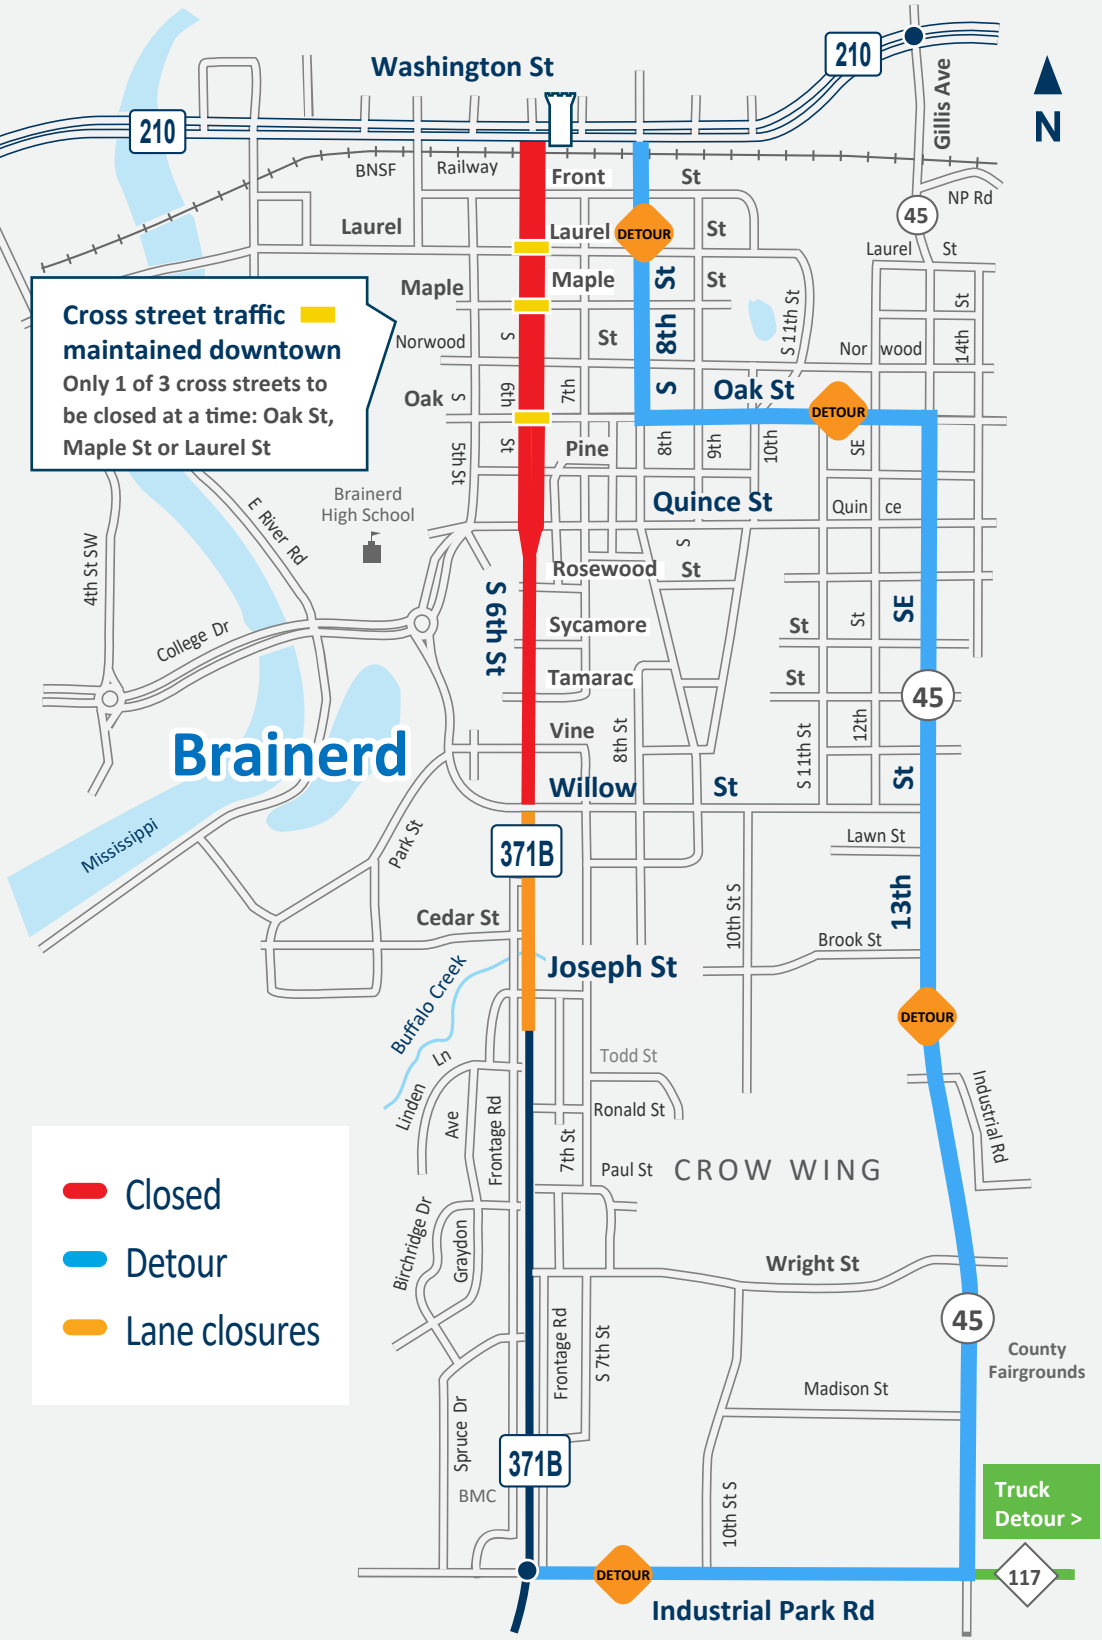 Washington St
210
210
Gillis Ave
N
BNSF
Railway
Front
St
NP Rd
45
Laurel
Laurel
DETOUR
St
Laurel
St
Cross street traffic
maintained downtown
Only 1 of 3 cross streets to
be closed at a time: Oak St,
Maple St or Laurel St
Maple
Maple
St
St
S 8th
S 11th St
14th
St
Norwood
S
St
Nor
wood
Oak
S
6th
7th
Oak St
DETOUR
5th St
St
Pine
8th
9th
10th
SE
Brainerd
High School
Quince St
Quin
ce
E River Rd
4th St SW
S
Rosewood
St
S 6th St
College Dr
Sycamore
St
St
SE
Tamarac
St
45
Brainerd
Vine
8th St
S 11th St
12th
St
Willow
St
Mississippi
Park St
371B
Lawn St
13th
10th St S
Cedar St
Brook St
Buffalo Creek
Joseph St
DETOUR
Linden
Ln
Todd St
Ave
Frontage Rd
Ronald St
Industrial Rd
7th St
Paul St
CROW WING
Closed
Detour
Lane closures
Birchridge Dr
Graydon
Wright St
45
Frontage Rd
S 7th St
County
Fairgrounds
Madison St
Spruce Dr
371B
BMC
10th St S
Truck
Detour >
DETOUR
117
Industrial Park Rd